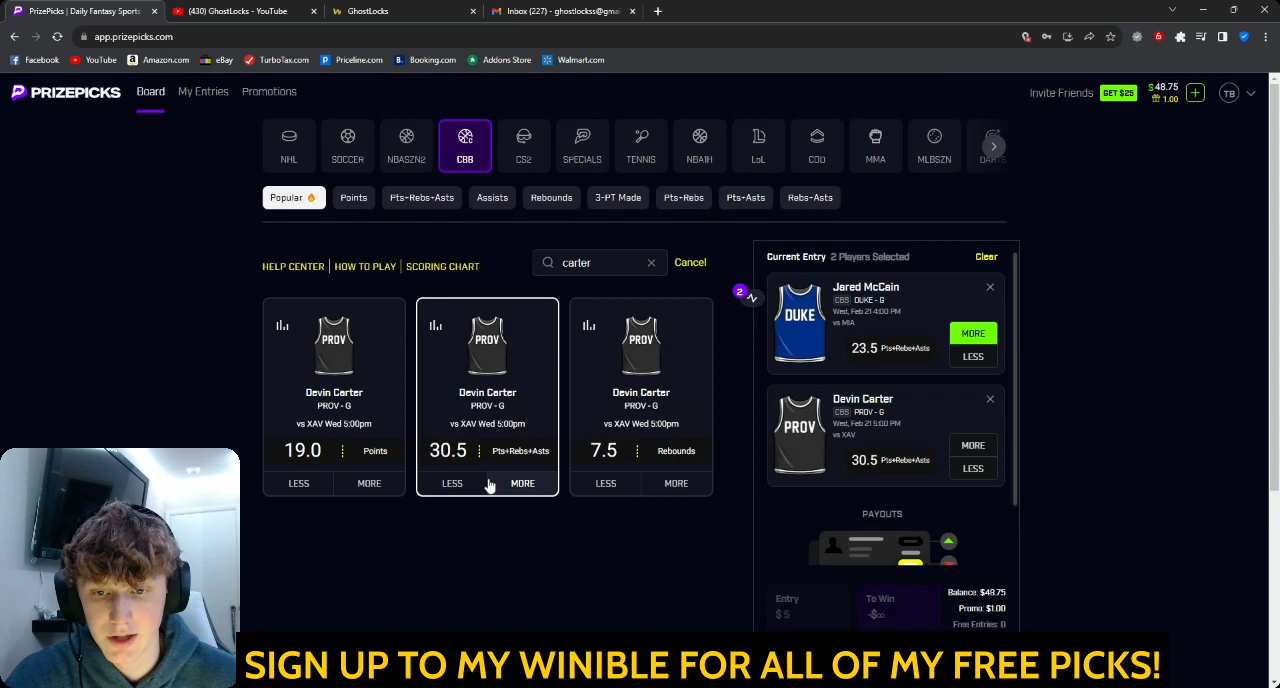 PrizePicks | Daily Fantasy Sports
(430) GhostLocks - YouTube
GhostLocks
Inbox (227) - ghostlockss@gma
app.prizepicks.com
Facebook
YouTube
Amazon.com
eBay
TurboTax.com
Priceline.com
Booking.com
Addons Store
Walmart.com
PRIZEPICKS
Board
My Entries
Promotions
Invite Friends
GET $25
$48.75
1.00
TB
NHL
SOCCER
NBASZN2
CBB
CS2
SPECIALS
TENNIS
NBA1H
LoL
COD
MMA
MLBSZN
DARTS
Popular
Points
Pts-Rebs-Asts
Assists
Rebounds
3-PT Made
Pts-Rebs
Pts-Asts
Rebs-Asts
HELP CENTER | HOW TO PLAY | SCORING CHART
carter
Cancel
PROV
Devin Carter
PROV - G
vs XAV Wed 5:00pm
19.0 Points
LESS MORE
PROV
Devin Carter
PROV - G
vs XAV Wed 5:00pm
30.5 Pts+Rebs+Asts
LESS MORE
PROV
Devin Carter
PROV - G
vs XAV Wed 5:00pm
7.5 Rebounds
LESS MORE
Current Entry 2 Players Selected
Clear
2
DUKE
Jared McCain
CBB DUKE - G
Wed, Feb 21 4:00 PM
vs MIA
23.5 Pts+Rebs+Asts
MORE
LESS
PROV
Devin Carter
CBB PROV - G
Wed, Feb 21 5:00 PM
vs XAV
30.5 Pts+Rebs+Asts
MORE
LESS
PAYOUTS
Entry
$ 5
To Win
-$∞
Balance: $48.75
Promo: $1.00
Free Entries: 0
SIGN UP TO MY WINIBLE FOR ALL OF MY FREE PICKS!